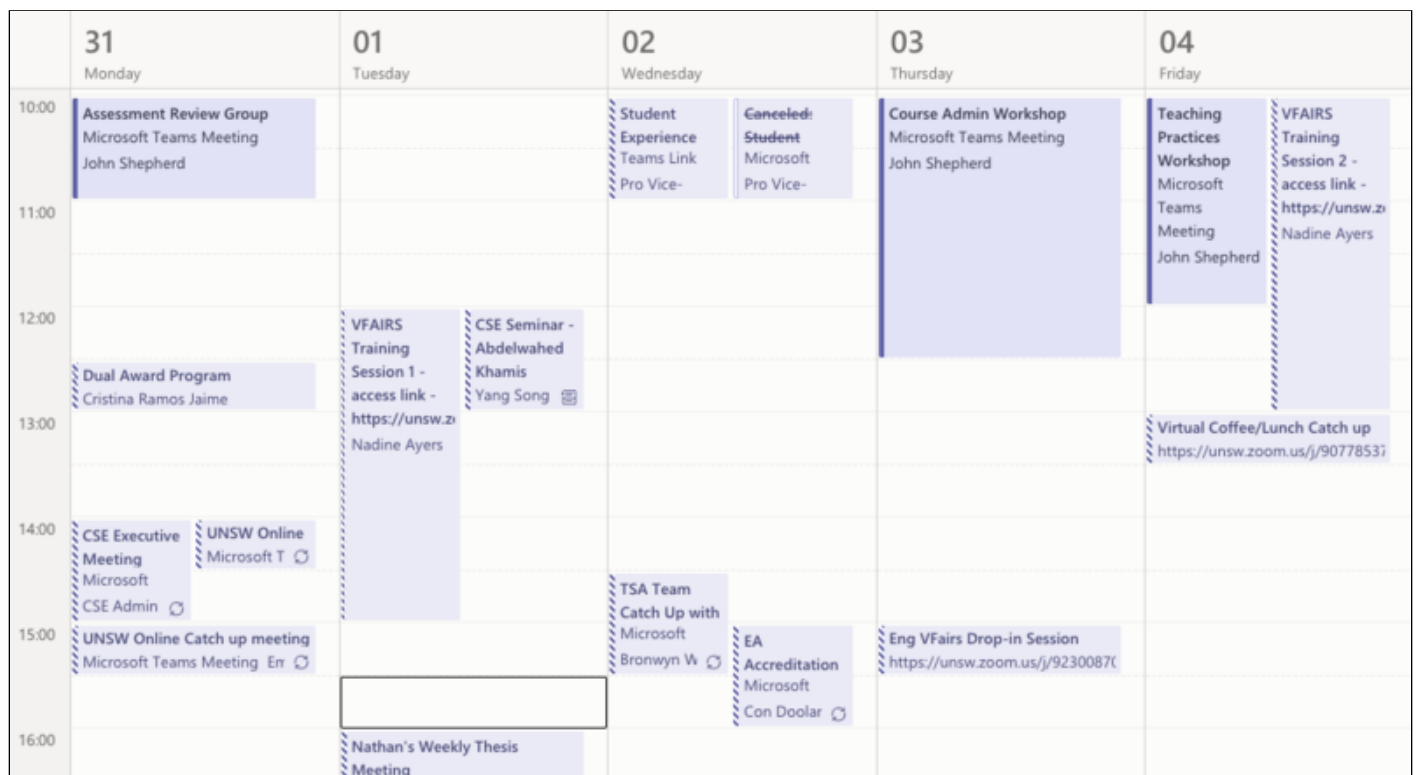 31
Monday
01
Tuesday
02
Wednesday
03
Thursday
04
Friday
10:00
11:00
12:00
13:00
14:00
15:00
16:00
Assessment Review Group
Microsoft Teams Meeting
John Shepherd
Dual Award Program
Cristina Ramos Jaime
CSE Executive
Meeting
Microsoft
CSE Admin
UNSW Online
Microsoft T
UNSW Online Catch up meeting
Microsoft Teams Meeting Em
VFAIRS
Training
Session 1 -
access link -
https://unsw.z
Nadine Ayers
CSE Seminar -
Abdelwahed
Khamis
Yang Song
Nathan's Weekly Thesis
Meeting
Student
Experience
Teams Link
Pro Vice-
Canceled:
Student
Microsoft
Pro Vice-
TSA Team
Catch Up with
Microsoft
Bronwyn W
EA
Accreditation
Microsoft
Con Doolar
Course Admin Workshop
Microsoft Teams Meeting
John Shepherd
Eng VFairs Drop-in Session
https://unsw.zoom.us/j/9230087(
Teaching
Practices
Workshop
Microsoft
Teams
Meeting
John Shepherd
VFAIRS
Training
Session 2 -
access link -
https://unsw.z
Nadine Ayers
Virtual Coffee/Lunch Catch up
https://unsw.zoom.us/j/90778537